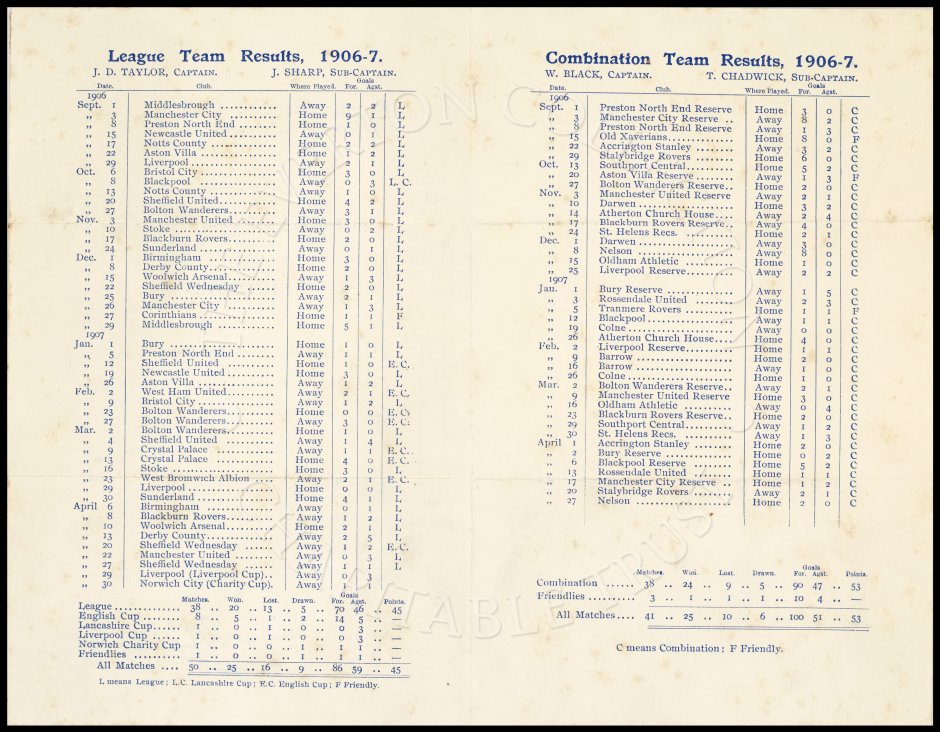 League Team Results, 1906-7.
J. D. TAYLOR, CAPTAIN. J. SHARP, SUB-CAPTAIN.
Date. Club. Where Played. Goals For. Agst.
1906
Sept. 1 Middlesbrough ............ Away 2 2 L
„ 3 Manchester City ........ Home 9 1 L
„ 8 Preston North End ...... Home 1 0 L
„ 15 Newcastle United ........ Away 0 1 L
„ 17 Notts County ............ Home 2 2 L
„ 22 Aston Villa .............. Home 1 2 L
„ 29 Liverpool ................ Away 2 1 L
Oct. 6 Bristol City .............. Home 3 0 L
„ 8 Blackpool .............. Away 0 3 L. C.
„ 13 Notts County ............ Away 1 0 L
„ 20 Sheffield United .......... Home 4 2 L
„ 27 Bolton Wanderers........ Away 3 1 L
Nov. 3 Manchester United ...... Home 3 0 L
„ 10 Stoke .................... Away 0 2 L
„ 17 Blackburn Rovers........ Home 2 0 L
„ 24 Sunderland .............. Away 0 1 L
Dec. 1 Birmingham ............ Home 3 0 L
„ 8 Derby County............ Home 2 0 L
„ 15 Woolwich Arsenal........ Away 1 3 L
„ 22 Sheffield Wednesday .... Home 2 0 L
„ 25 Bury .................... Away 2 1 L
„ 26 Manchester City ........ Away 1 3 L
„ 27 Corinthians .............. Home 1 1 F
„ 29 Middlesbrough .......... Home 5 1 L
1907
Jan. 1 Bury .................... Home 1 0 L
„ 5 Preston North End ...... Away 1 1 L
„ 12 Sheffield United .......... Home 1 0 E. C.
„ 19 Newcastle United ........ Home 3 0 L
„ 26 Aston Villa .............. Away 1 2 L
Feb. 2 West Ham United........ Away 2 1 E. C.
„ 9 Bristol City .............. Away 1 2 L
„ 23 Bolton Wanderers........ Home 0 0 E. C.
„ 27 Bolton Wanderers........ Away 3 0 E. C.
Mar. 2 Bolton Wanderers........ Home 1 0 L
„ 4 Sheffield United ........ Away 1 4 L
„ 9 Crystal Palace .......... Away 1 1 E. C.
„ 13 Crystal Palace .......... Home 4 0 E. C.
„ 16 Stoke .................... Home 3 0 L
„ 23 West Bromwich Albion .... Away 2 1 E. C.
„ 29 Liverpool ................ Home 0 0 L
„ 30 Sunderland .............. Home 4 1 L
April 6 Birmingham ............ Away 0 1 L
„ 8 Blackburn Rovers........ Away 1 2 L
„ 10 Woolwich Arsenal........ Home 2 1 L
„ 13 Derby County............ Away 2 5 L
„ 20 Sheffield Wednesday .... Away 1 2 E. C.
„ 22 Manchester United ...... Away 0 3 L
„ 27 Sheffield Wednesday .... Away 1 1 L
„ 29 Liverpool (Liverpool Cup).. Away 0 3
„ 30 Norwich City (Charity Cup). Away 1 1
Matches. Won. Lost. Drawn. Goals For. Agst. Points.
League ............ 38 .. 20 .. 13 .. 5 .. 70 46 .. 45
English Cup ........ 8 .. 5 .. 1 .. 2 .. 14 5 .. —
Lancashire Cup .... 1 .. 0 .. 1 .. 0 .. 0 3 .. —
Liverpool Cup ...... 1 .. 0 .. 1 .. 0 .. 0 3 .. —
Norwich Charity Cup 1 .. 0 .. 0 .. 1 .. 1 1 .. —
Friendlies .......... 1 .. 0 .. 0 .. 1 .. 1 1 .. —
All Matches .... 50 .. 25 .. 16 .. 9 .. 86 59 .. 45
L means League; L.C. Lancashire Cup; E.C. English Cup; F Friendly.
Combination Team Results, 1906-7.
W. BLACK, CAPTAIN. T. CHADWICK, SUB-CAPTAIN.
Date. Club. Where Played. Goals For. Agst.
1906
Sept. 1 Preston North End Reserve Home 3 0 C
„ 3 Manchester City Reserve .. Away 8 2 C
„ 8 Preston North End Reserve Away 1 3 C
„ 15 Old Xaverians............ Home 8 0 F
„ 22 Accrington Stanley ...... Away 3 2 C
„ 29 Stalybridge Rovers ...... Home 6 0 C
Oct. 13 Southport Central........ Home 5 2 C
„ 20 Aston Villa Reserve ...... Away 1 3 F
„ 27 Bolton Wanderers Reserve.. Home 2 0 C
Nov. 3 Manchester United Reserve Away 2 1 C
„ 10 Darwen .................. Home 3 2 C
„ 14 Atherton Church House.... Away 2 4 C
„ 17 Blackburn Rovers Reserve.. Away 4 0 C
„ 24 St. Helens Recs. ........ Home 2 1 C
Dec. 1 Darwen .................. Away 3 0 C
„ 8 Nelson .................. Away 8 0 C
„ 15 Oldham Athletic ........ Home 1 0 C
„ 25 Liverpool Reserve........ Away 2 2 C
1907
Jan. 1 Bury Reserve ............ Away 1 5 C
„ 3 Rossendale United ...... Away 2 3 C
„ 5 Tranmere Rovers ........ Home 1 1 F
„ 12 Blackpool................ Away 1 1 C
„ 19 Colne .................. Away 0 0 C
„ 26 Atherton Church House.... Home 4 0 C
Feb. 2 Liverpool Reserve........ Home 1 1 C
„ 9 Barrow .................. Home 2 0 C
„ 16 Barrow .................. Away 1 0 C
„ 26 Colne .................. Home 1 0 C
Mar. 2 Bolton Wanderers Reserve.. Away 2 1 C
„ 9 Manchester United Reserve Home 3 0 C
„ 16 Oldham Athletic ........ Away 0 4 C
„ 23 Blackburn Rovers Reserve.. Home 2 0 C
„ 29 Southport Central ........ Away 1 2 C
„ 30 St. Helens Recs. ........ Away 1 3 C
April 1 Accrington Stanley ...... Home 2 0 C
„ 2 Bury Reserve ............ Home 0 2 C
„ 6 Blackpool Reserve ...... Home 5 2 C
„ 13 Rossendale United ...... Home 1 1 C
„ 17 Manchester City Reserve .. Home 1 2 C
„ 20 Stalybridge Rovers........ Away 2 1 C
„ 27 Nelson .................. Home 2 0 C
Matches. Won. Lost. Drawn. Goals For. Agst. Points.
Combination ...... 38 .. 24 .. 9 .. 5 .. 90 47 .. 53
Friendlies .......... 3 .. 1 .. 1 .. 1 .. 10 4 .. —
All Matches .... 41 .. 25 .. 10 .. 6 .. 100 51 .. 53
C means Combination; F Friendly.